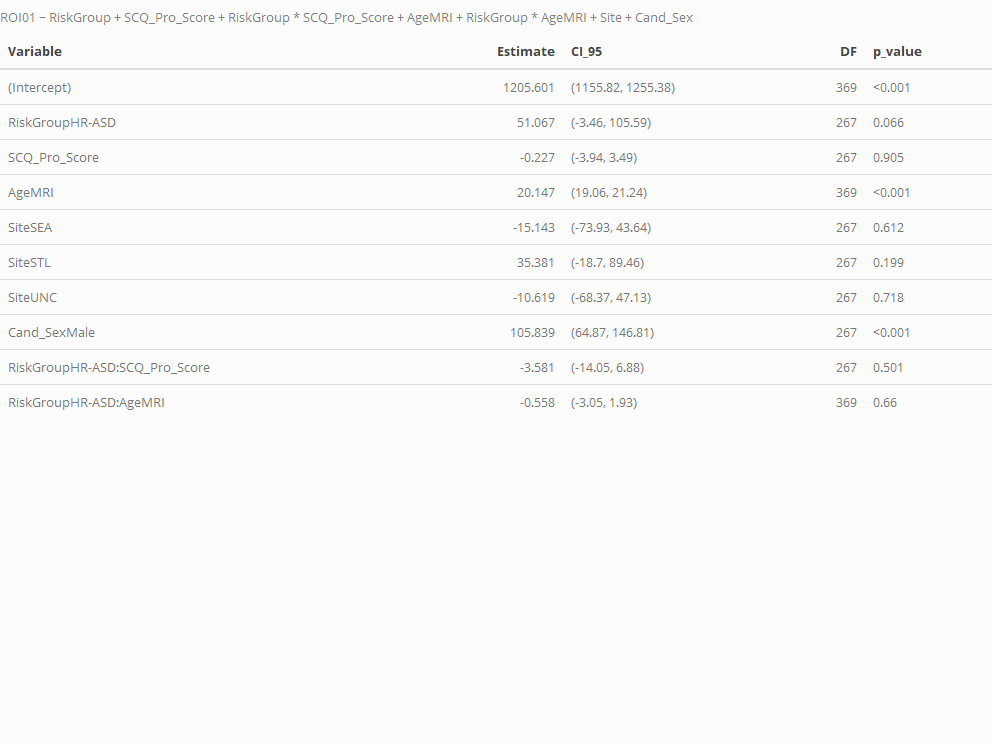 ROI01 ~ RiskGroup + SCQ_Pro_Score + RiskGroup * SCQ_Pro_Score + AgeMRI + RiskGroup * AgeMRI + Site + Cand_Sex
Variable Estimate CI_95 DF p_value
(Intercept) 1205.601 (1155.82, 1255.38) 369 <0.001
RiskGroupHR-ASD 51.067 (-3.46, 105.59) 267 0.066
SCQ_Pro_Score -0.227 (-3.94, 3.49) 267 0.905
AgeMRI 20.147 (19.06, 21.24) 369 <0.001
SiteSEA -15.143 (-73.93, 43.64) 267 0.612
SiteSTL 35.381 (-18.7, 89.46) 267 0.199
SiteUNC -10.619 (-68.37, 47.13) 267 0.718
Cand_SexMale 105.839 (64.87, 146.81) 267 <0.001
RiskGroupHR-ASD:SCQ_Pro_Score -3.581 (-14.05, 6.88) 267 0.501
RiskGroupHR-ASD:AgeMRI -0.558 (-3.05, 1.93) 369 0.66